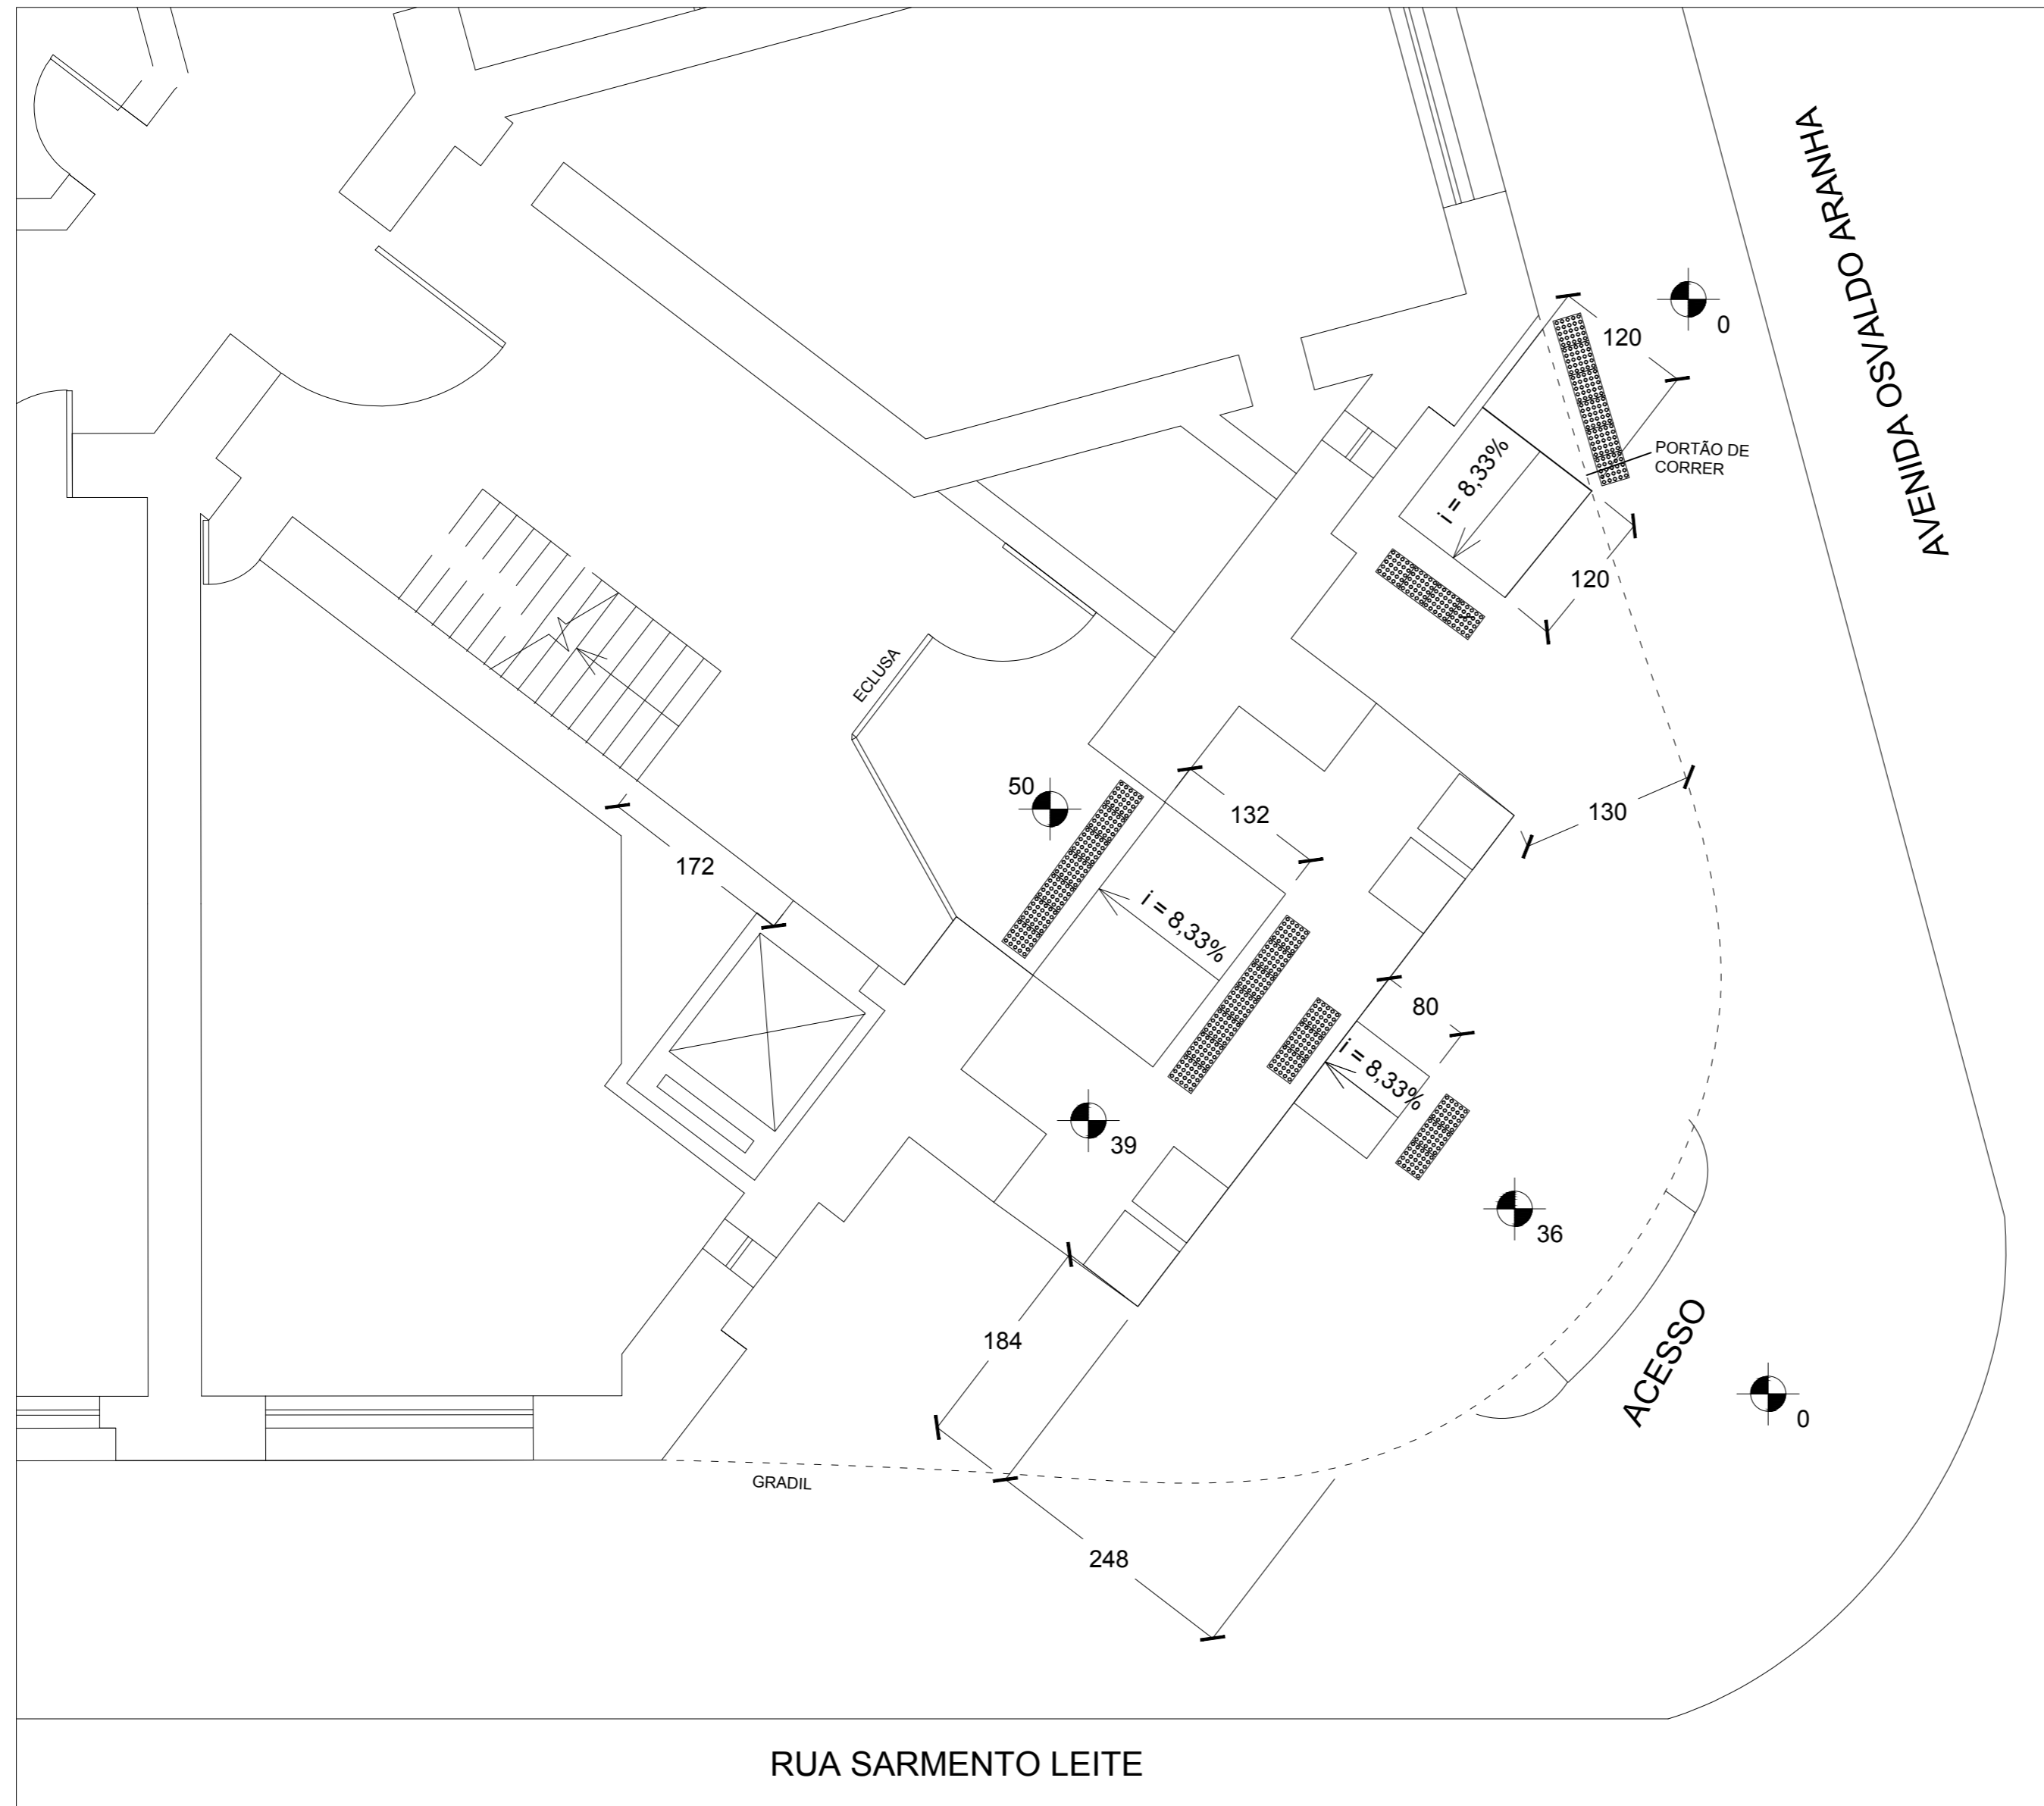 AVENIDA OSVALDO ARANHA
0
120
PORTÃO DE
CORRER
i = 8,33%
120
ECLUSA
50
132
130
172
i = 8,33%
80
i = 8,33%
39
36
184
ACESSO
0
GRADIL
248
RUA SARMENTO LEITE